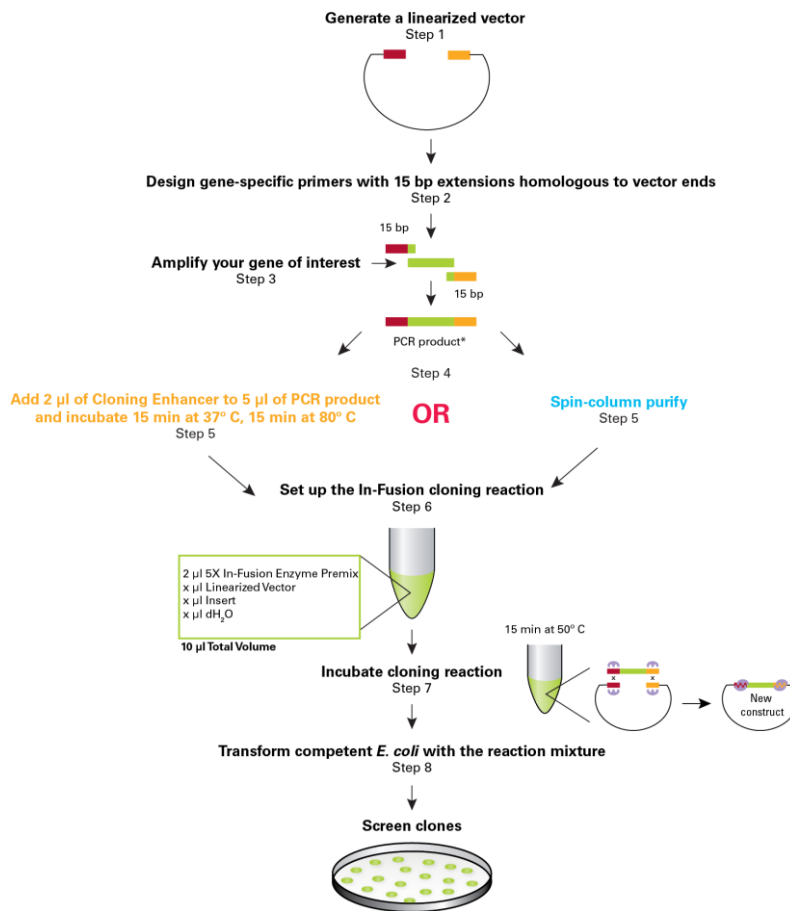 Generate a linearized vector
Step 1
Design gene-specific primers with 15 bp extensions homologous to vector ends
Step 2
15 bp
Amplify your gene of interest
Step 3
15 bp
PCR product*
Step 4
Add 2 µl of Cloning Enhancer to 5 µl of PCR product
and incubate 15 min at 37º C, 15 min at 80º C
Step 5
OR
Spin-column purify
Step 5
Set up the In-Fusion cloning reaction
Step 6
2 µl 5X In-Fusion Enzyme Premix
x µl Linearized Vector
x µl Insert
x µl dH₂O
10 µl Total Volume
15 min at 50º C
Incubate cloning reaction
Step 7
x x
New
construct
Transform competent E. coli with the reaction mixture
Step 8
Screen clones